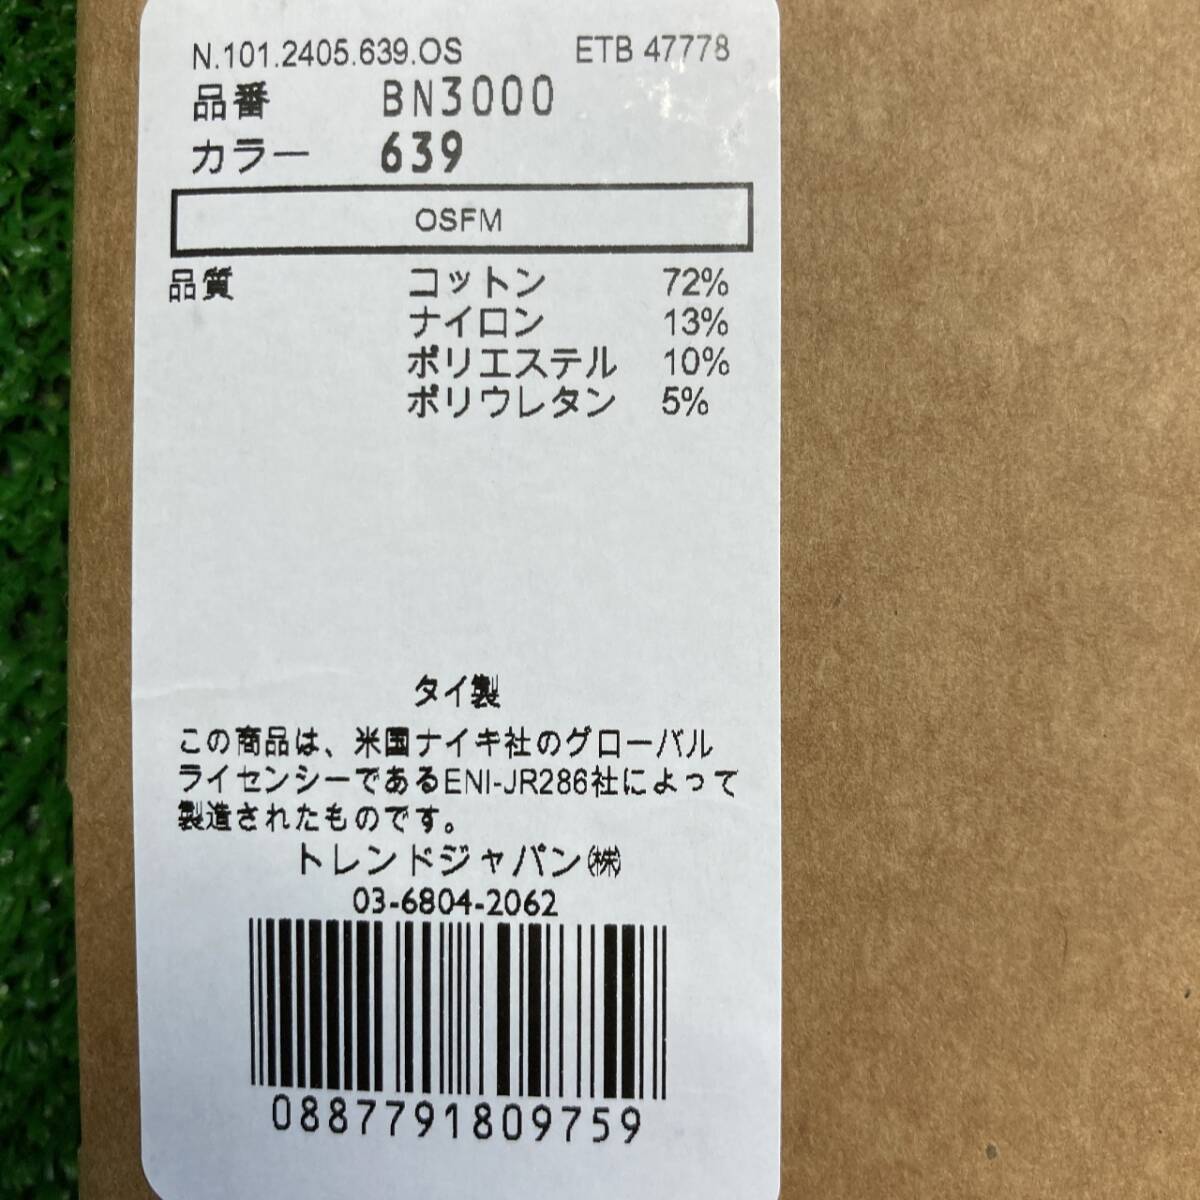 N.101.2405.639.OS ETB 47778
品番 BN3000
カラー 639
OSFM
品質 コットン 72%
ナイロン 13%
ポリエステル 10%
ポリウレタン 5%
タイ製
この商品は、米国ナイキ社のグローバル
ライセンシーであるENI-JR286社によって
製造されたものです。
トレンドジャパン㈱
03-6804-2062
0887791809759